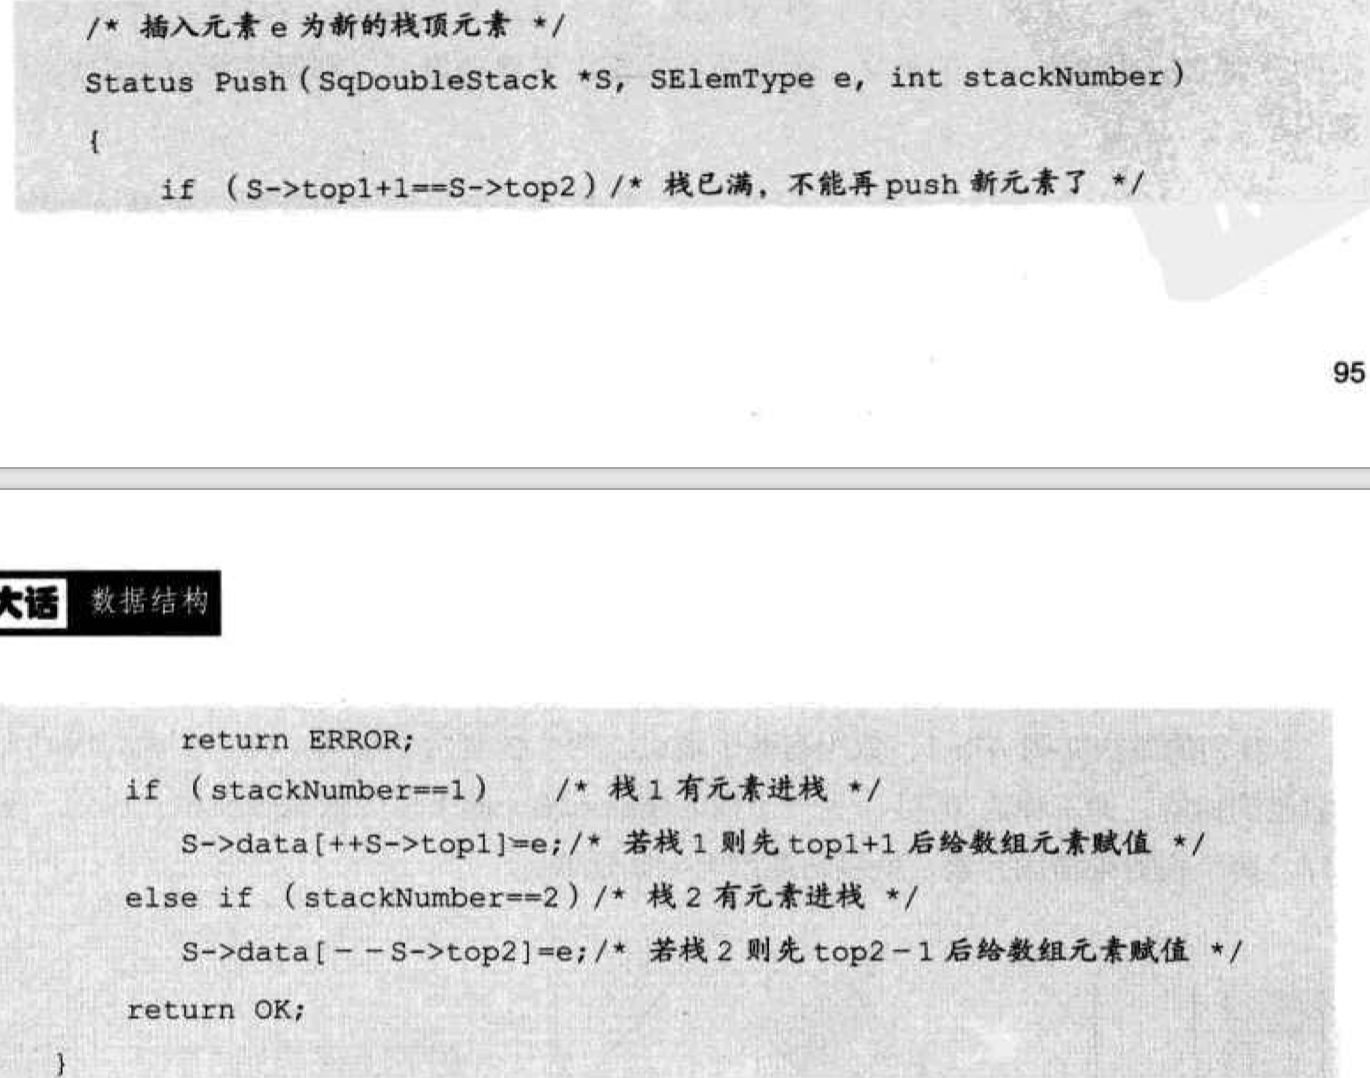 /* 插入元素 e 为新的栈顶元素 */
Status Push（SqDoubleStack *S, SElemType e, int stackNumber）
{
if （S->top1+1==S->top2）/* 栈已满，不能再 push 新元素了 */
95
大话 数据结构
return ERROR;
if （stackNumber==1） /* 栈 1 有元素进栈 */
S->data[++S->top1]=e;/* 若栈 1 则先 top1+1 后给数组元素赋值 */
else if （stackNumber==2）/* 栈 2 有元素进栈 */
S->data[－－S->top2]=e;/* 若栈 2 则先 top2－1 后给数组元素赋值 */
return OK;
}